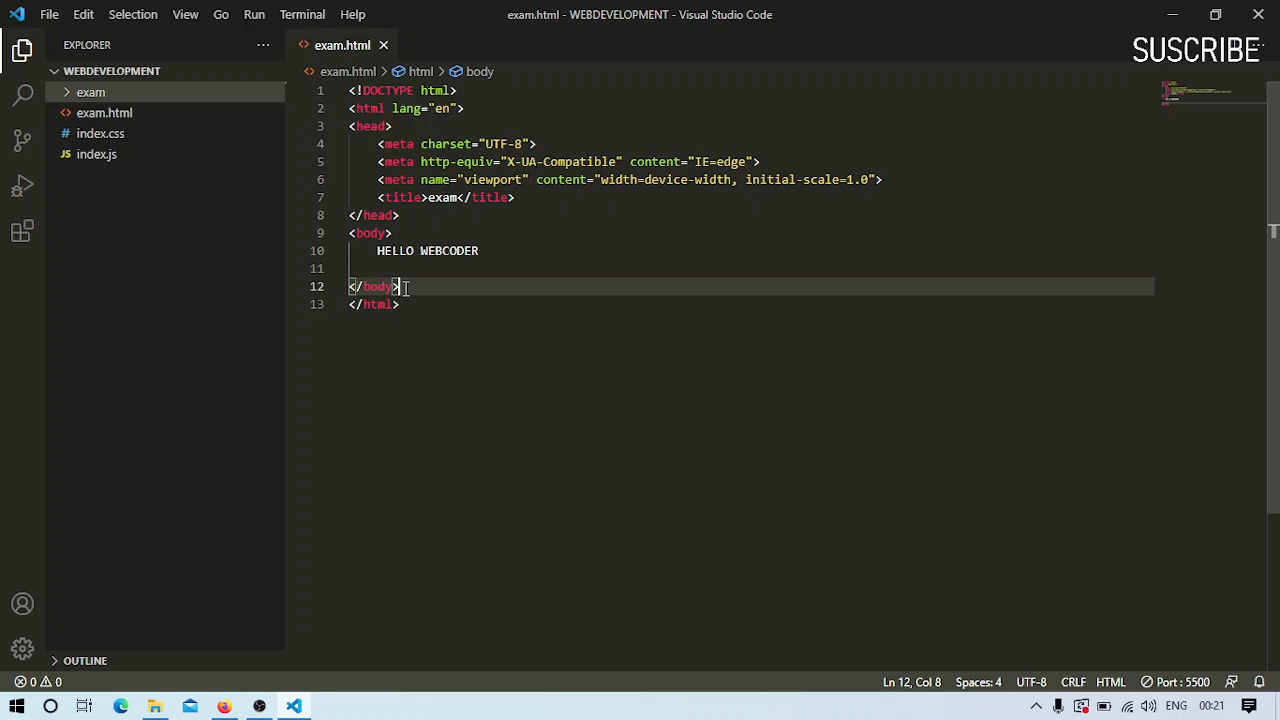 File Edit Selection View Go Run Terminal Help
exam.html - WEBDEVELOPMENT - Visual Studio Code
SUSCRIBE
EXPLORER
WEBDEVELOPMENT
exam
exam.html
index.css
JS index.js
OUTLINE
exam.html
exam.html > html > body
1 <!DOCTYPE html>
2 <html lang="en">
3 <head>
4 <meta charset="UTF-8">
5 <meta http-equiv="X-UA-Compatible" content="IE=edge">
6 <meta name="viewport" content="width=device-width, initial-scale=1.0">
7 <title>exam</title>
8 </head>
9 <body>
10 HELLO WEBCODER
11
12 </body>
13 </html>
0 0
Ln 12, Col 8 Spaces: 4 UTF-8 CRLF HTML Port : 5500
ENG 00:21